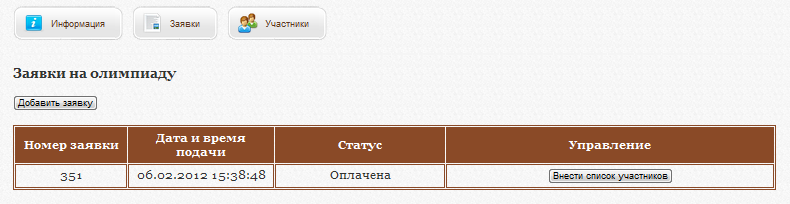 Информация Заявки Участники
Заявки на олимпиаду
Добавить заявку
Номер заявки Дата и время подачи Статус Управление
351 06.02.2012 15:38:48 Оплачена Внести список участников